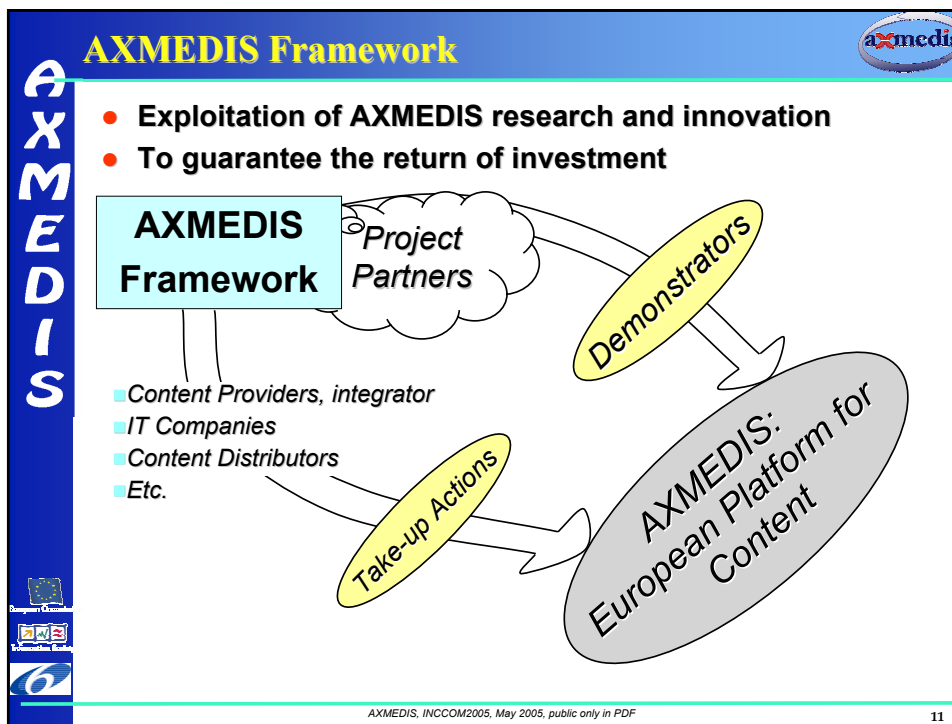 AXMEDIS Framework
axmedis
AXMEDIS
Exploitation of AXMEDIS research and innovation
To guarantee the return of investment
AXMEDIS
Framework
Project
Partners
Demonstrators
Content Providers, integrator
IT Companies
Content Distributors
Etc.
Take-up Actions
AXMEDIS:
European Platform for
Content
6
AXMEDIS, INCCOM2005, May 2005, public only in PDF
11